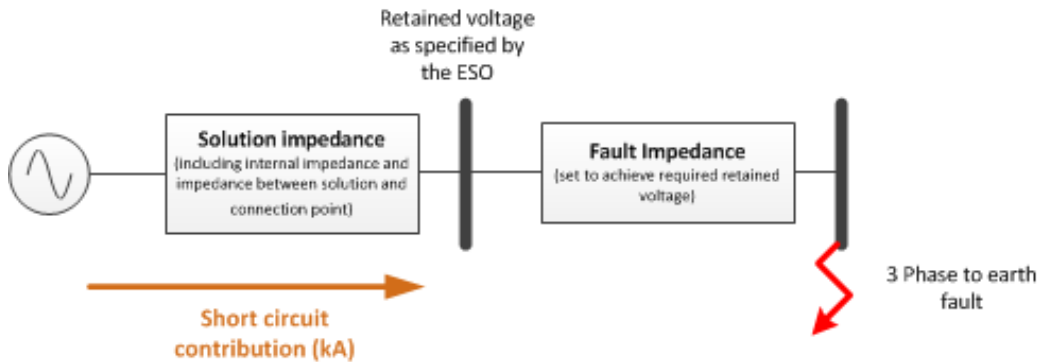 Retained voltage
as specified by
the ESO
Solution impedance
(including internal impedance and
impedance between solution and
connection point)
Fault Impedance
(set to achieve required retained
voltage)
Short circuit
contribution (kA)
3 Phase to earth
fault